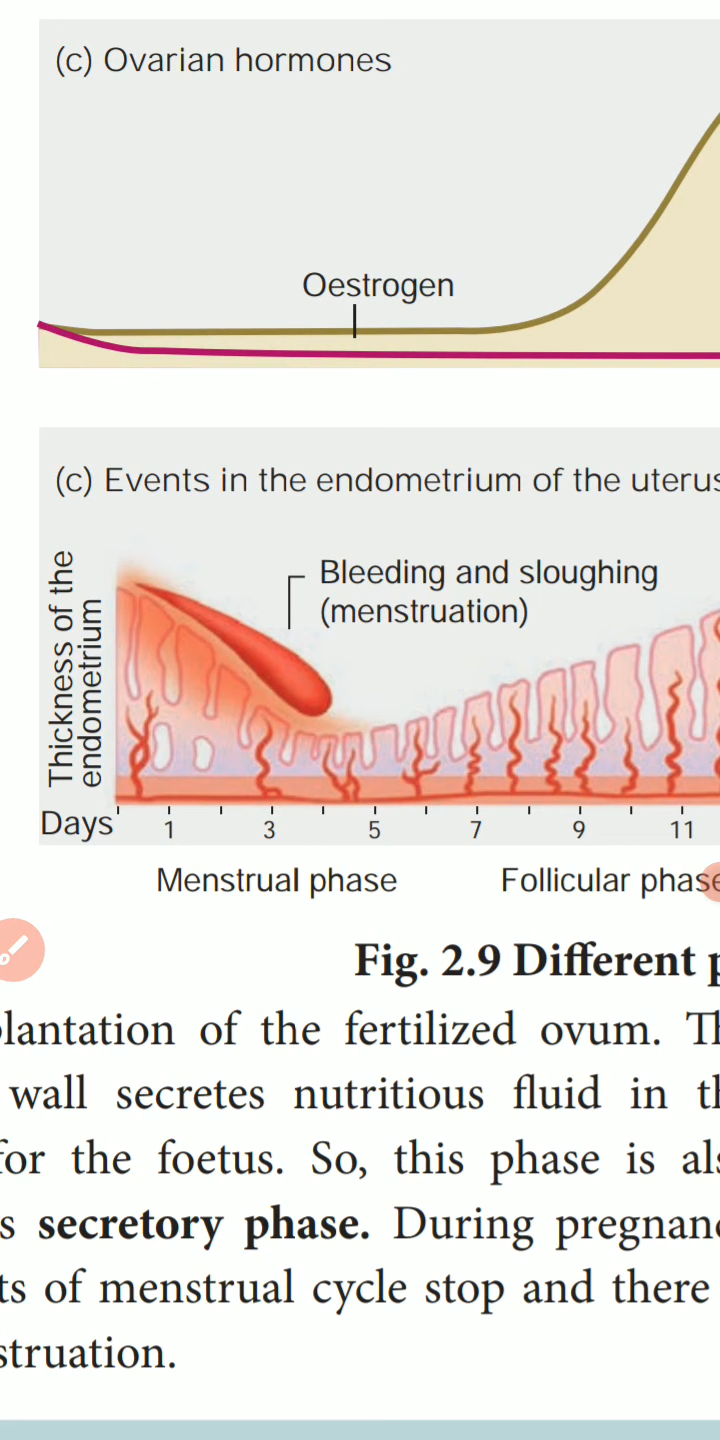 (c) Ovarian hormones
Oestrogen
(c) Events in the endometrium of the uterus
Bleeding and sloughing
(menstruation)
Thickness of the
endometrium
Days 1 3 5 7 9 11
Menstrual phase Follicular phase
Fig. 2.9 Different p
plantation of the fertilized ovum. Th
wall secretes nutritious fluid in th
for the foetus. So, this phase is als
s secretory phase. During pregnanc
ts of menstrual cycle stop and there
struation.